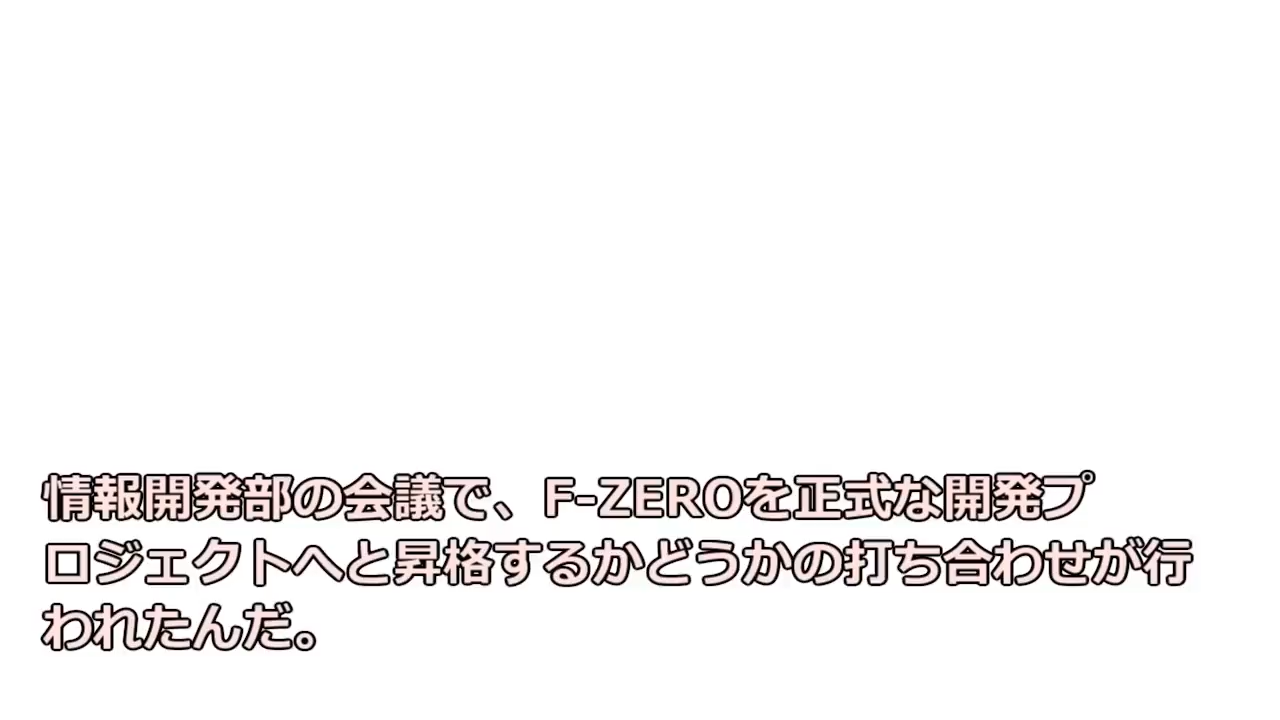 情報開発部の会議で、F-ZEROを正式な開発プ
ロジェクトへと昇格するかどうかの打ち合わせが行
われたんだ。